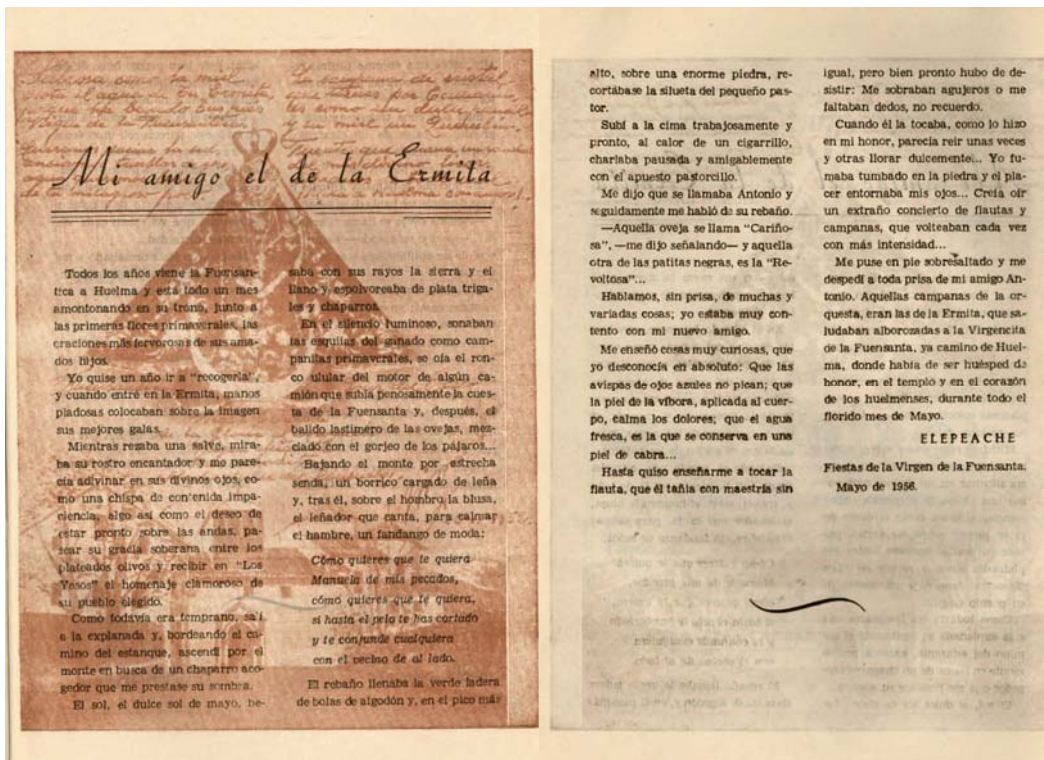 como la miel
Mi amigo el de la Ermita
Todos los años viene la Fuensan-
tica a Huelma y está todo un mes
amontonando en su trono, junto a
las primeras flores primaverales, las
craciones más fervorosas de sus ama-
dos hijos.
Yo quise un año ir a "recogerla",
y cuando entré en la Ermita, manos
piadosas colocaban sobre la imagen
sus mejores galas.
Mientras rezaba una salve, mira-
ba su rostro encantador y me pare-
cía adivinar en sus divinos ojos, co-
mo una chispa de contenida impa-
ciencia, algo así como el deseo de
estar pronto sobre las andas, pa-
sear su gracia soberana entre los
plateados olivos y recibir en "Los
Yesos" el homenaje clamoroso de
su pueblo elegido.
Como todavía era temprano, salí
a la explanada y, bordeando el ca-
mino del estanque, ascendí por el
monte en busca de un chaparro aco-
gedor que me prestase su sombra.
El sol, el dulce sol de mayo, be-
saba con sus rayos la sierra y el
llano y espolvoreaba de plata triga-
les y chaparros.
En el silencio luminoso, sonaban
las esquilas del ganado como cam-
panitas primaverales, se oía el ron-
co ulular del motor de algún ca-
mión que subía penosamente la cues-
ta de la Fuensanta y, después, el
balido lastimero de las ovejas, mez-
clado con el gorjeo de los pájaros...
Bajando el monte por estrecha
senda, un borrico cargado de leña
y, tras él, sobre el hombro la blusa,
el leñador que canta, para calmar
el hambre, un fandango de moda:
Cómo quieres que te quiera
Manuela de mis pecados,
cómo quieres que te quiera,
si hasta el pelo te has cortado
y te confunde cualquiera
con el vecino de al lado.
El rebaño llenaba la verde ladera
de bolas de algodón y, en el pico más
alto, sobre una enorme piedra, re-
cortábase la silueta del pequeño pas-
tor.
Subí a la cima trabajosamente y
pronto, al calor de un cigarrillo,
charlaba pausada y amigablemente
con el apuesto pastorcillo.
Me dijo que se llamaba Antonio y
seguidamente me habló de su rebaño.
—Aquella oveja se llama "Cariño-
sa", —me dijo señalando— y aquella
otra de las patitas negras, es la "Re-
voltosa"...
Hablamos, sin prisa, de muchas y
variadas cosas; yo estaba muy con-
tento con mi nuevo amigo.
Me enseñó cosas muy curiosas, que
yo desconocía en absoluto: Que las
avispas de ojos azules no pican; que
la piel de la víbora, aplicada al cuer-
po, calma los dolores; que el agua
fresca, es la que se conserva en una
piel de cabra...
Hasta quiso enseñarme a tocar la
flauta, que él tañía con maestría sin
igual, pero bien pronto hubo de de-
sistir: Me sobraban agujeros o me
faltaban dedos, no recuerdo.
Cuando él la tocaba, como lo hizo
en mi honor, parecía reir unas veces
y otras llorar dulcemente... Yo fu-
maba tumbado en la piedra y el pla-
cer entornaba mis ojos... Creía oír
un extraño concierto de flautas y
campanas, que volteaban cada vez
con más intensidad...
Me puse en pie sobresaltado y me
despedí a toda prisa de mi amigo An-
tonio. Aquellas campanas de la or-
questa, eran las de la Ermita, que sa-
ludaban alborozadas a la Virgencita
de la Fuensanta, ya camino de Huel-
ma, donde había de ser huésped de
honor, en el templo y en el corazón
de los huelmenses, durante todo el
florido mes de Mayo.
ELEPEACHE
Fiestas de la Virgen de la Fuensanta.
Mayo de 1956.